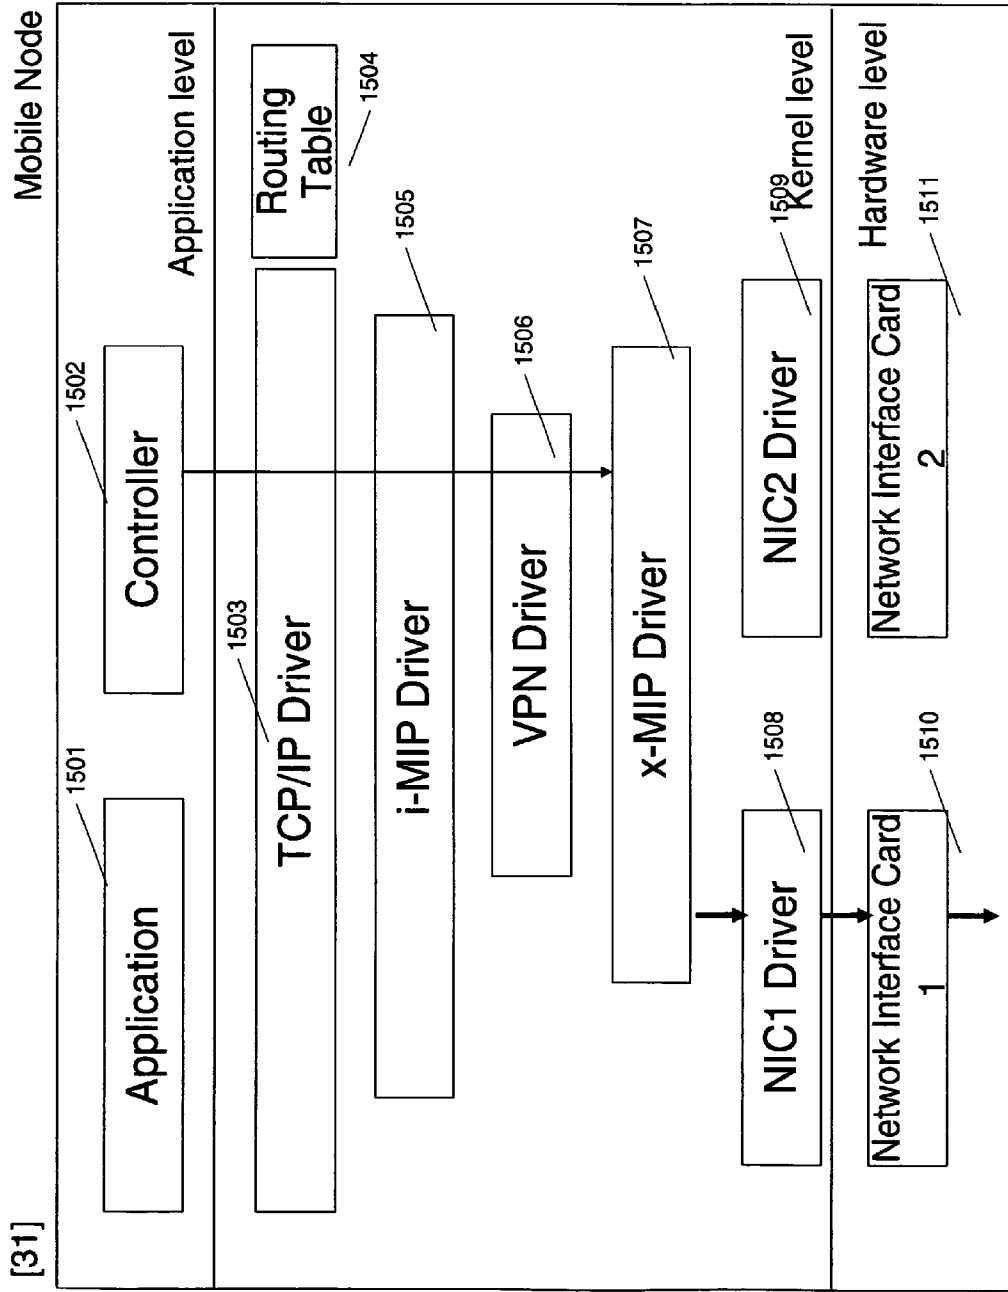 [31]
Mobile Node
Application level
1501
1502
Application
Controller
1503
TCP/IP Driver
Routing
Table
1504
i-MIP Driver
1505
VPN Driver
1506
x-MIP Driver
1507
NIC1 Driver
1508
NIC2 Driver
1509
Kernel level
Hardware level
Network Interface Card
1
1510
Network Interface Card
2
1511